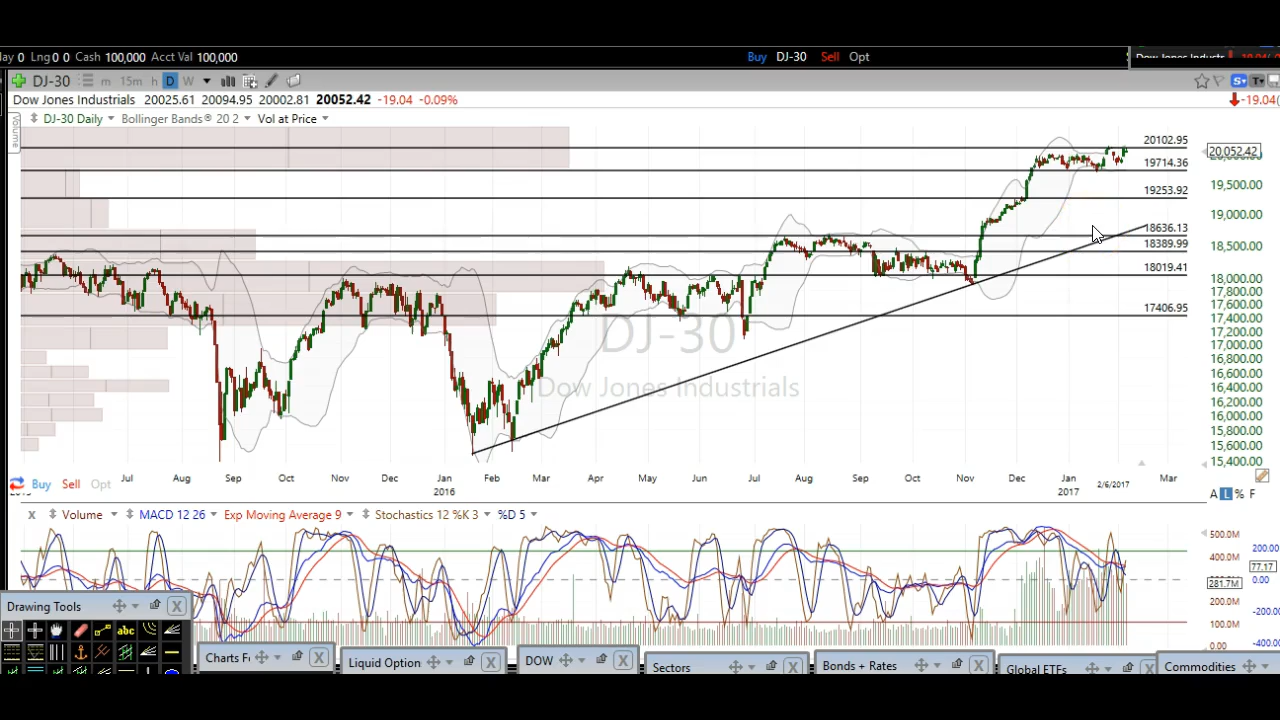 lay 0 Lng 0 0 Cash 100,000 Acct Val 100,000 Buy DJ-30 Sell Opt
DJ-30 m 15m h D W
Dow Jones Industrials 20025.61 20094.95 20002.81 20052.42 -19.04 -0.09% -19.04
DJ-30 Daily Bollinger Bands® 20 2 Vol at Price
Volume
20102.95
20,052.42
19714.36
19,500.00
19253.92
19,000.00
18636.13
18389.99
18,500.00
18019.41
18,000.00
17,800.00
17406.95
17,600.00
17,400.00
17,200.00
17,000.00
16,800.00
16,600.00
16,400.00
16,200.00
16,000.00
15,800.00
15,600.00
15,400.00
DJ-30
Dow Jones Industrials
Jul Aug Sep Oct Nov Dec Jan Feb Mar Apr May Jun Jul Aug Sep Oct Nov Dec Jan Mar
2016 2017 2/6/2017
Buy Sell Opt
A L % F
X Volume MACD 12 26 Exp Moving Average 9 Stochastics 12 %K 3 %D 5
500.0M
200.00
400.0M
77.17
281.7M
0.00
200.0M
-200.00
100.0M
0.00
-400.0
Drawing Tools X
abc
Charts X
Liquid Option X
DOW X
Sectors X
Bonds + Rates X
Global ETFs X
Commodities